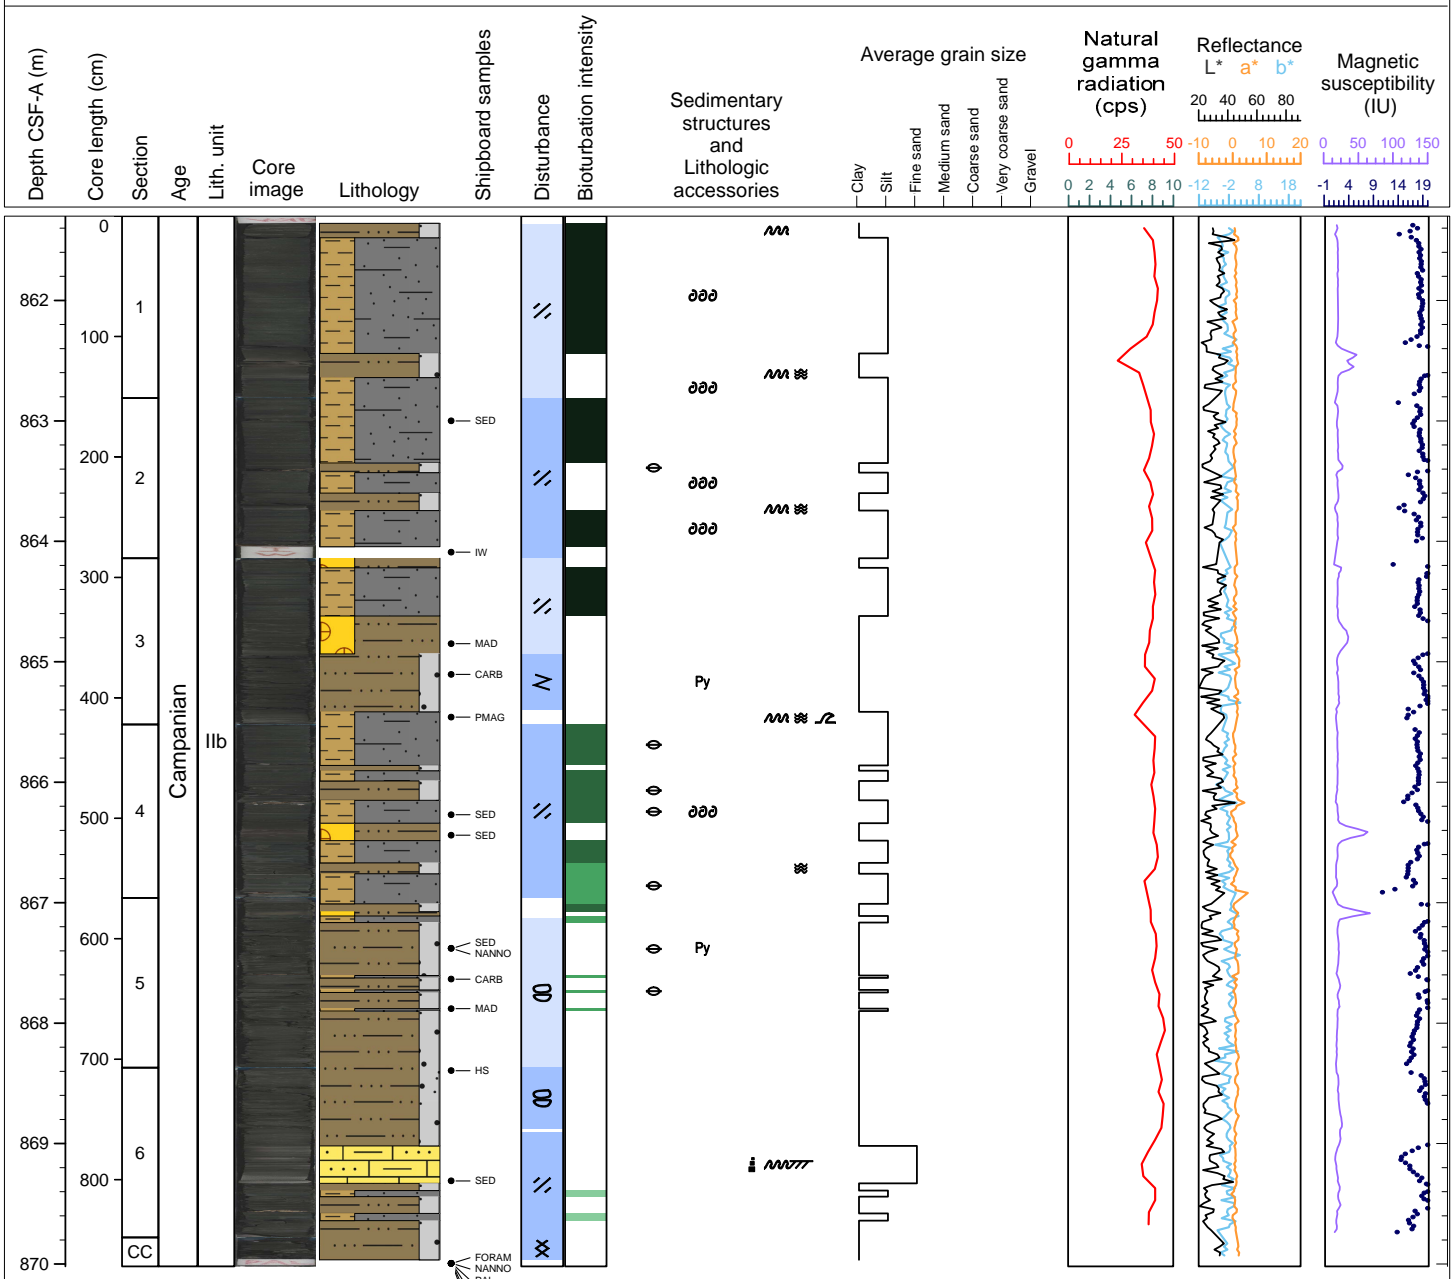 Depth CSF-A (m)
Core length (cm)
Section
Age
Lith. unit
Core
image
Lithology
Shipboard samples
Disturbance
Bioturbation intensity
Sedimentary
structures
and
Lithologic
accessories
Average grain size
Clay
Silt
Fine sand
Medium sand
Coarse sand
Very coarse sand
Gravel
Natural
gamma
radiation
(cps)
0 25 50
0 2 4 6 8 10
Reflectance
L* a* b*
20 40 60 80
-10 0 10 20
-12 -2 8 18
Magnetic
susceptibility
(IU)
0 50 100 150
-1 4 9 14 19
862
863
864
865
866
867
868
869
870
0
100
200
300
400
500
600
700
800
1
2
3
4
5
6
CC
Campanian
IIb
SED
IW
MAD
CARB
PMAG
SED
SED
SED
NANNO
CARB
MAD
HS
SED
FORAM
NANNO
Py
Py